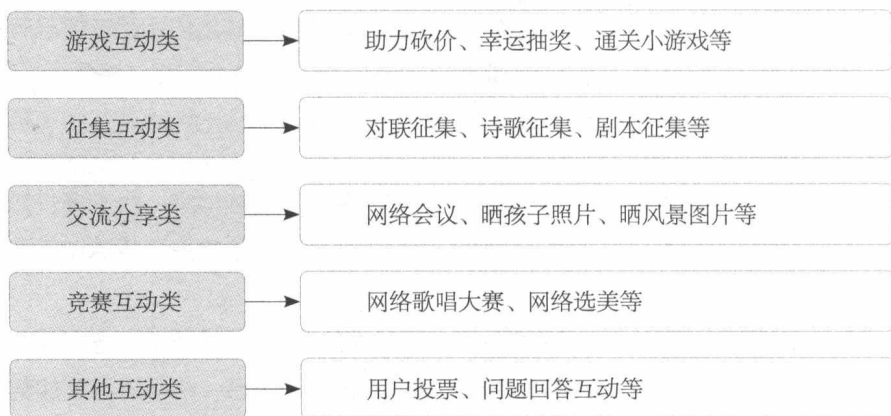 游戏互动类 助力砍价、幸运抽奖、通关小游戏等
征集互动类 对联征集、诗歌征集、剧本征集等
交流分享类 网络会议、晒孩子照片、晒风景图片等
竞赛互动类 网络歌唱大赛、网络选美等
其他互动类 用户投票、问题回答互动等